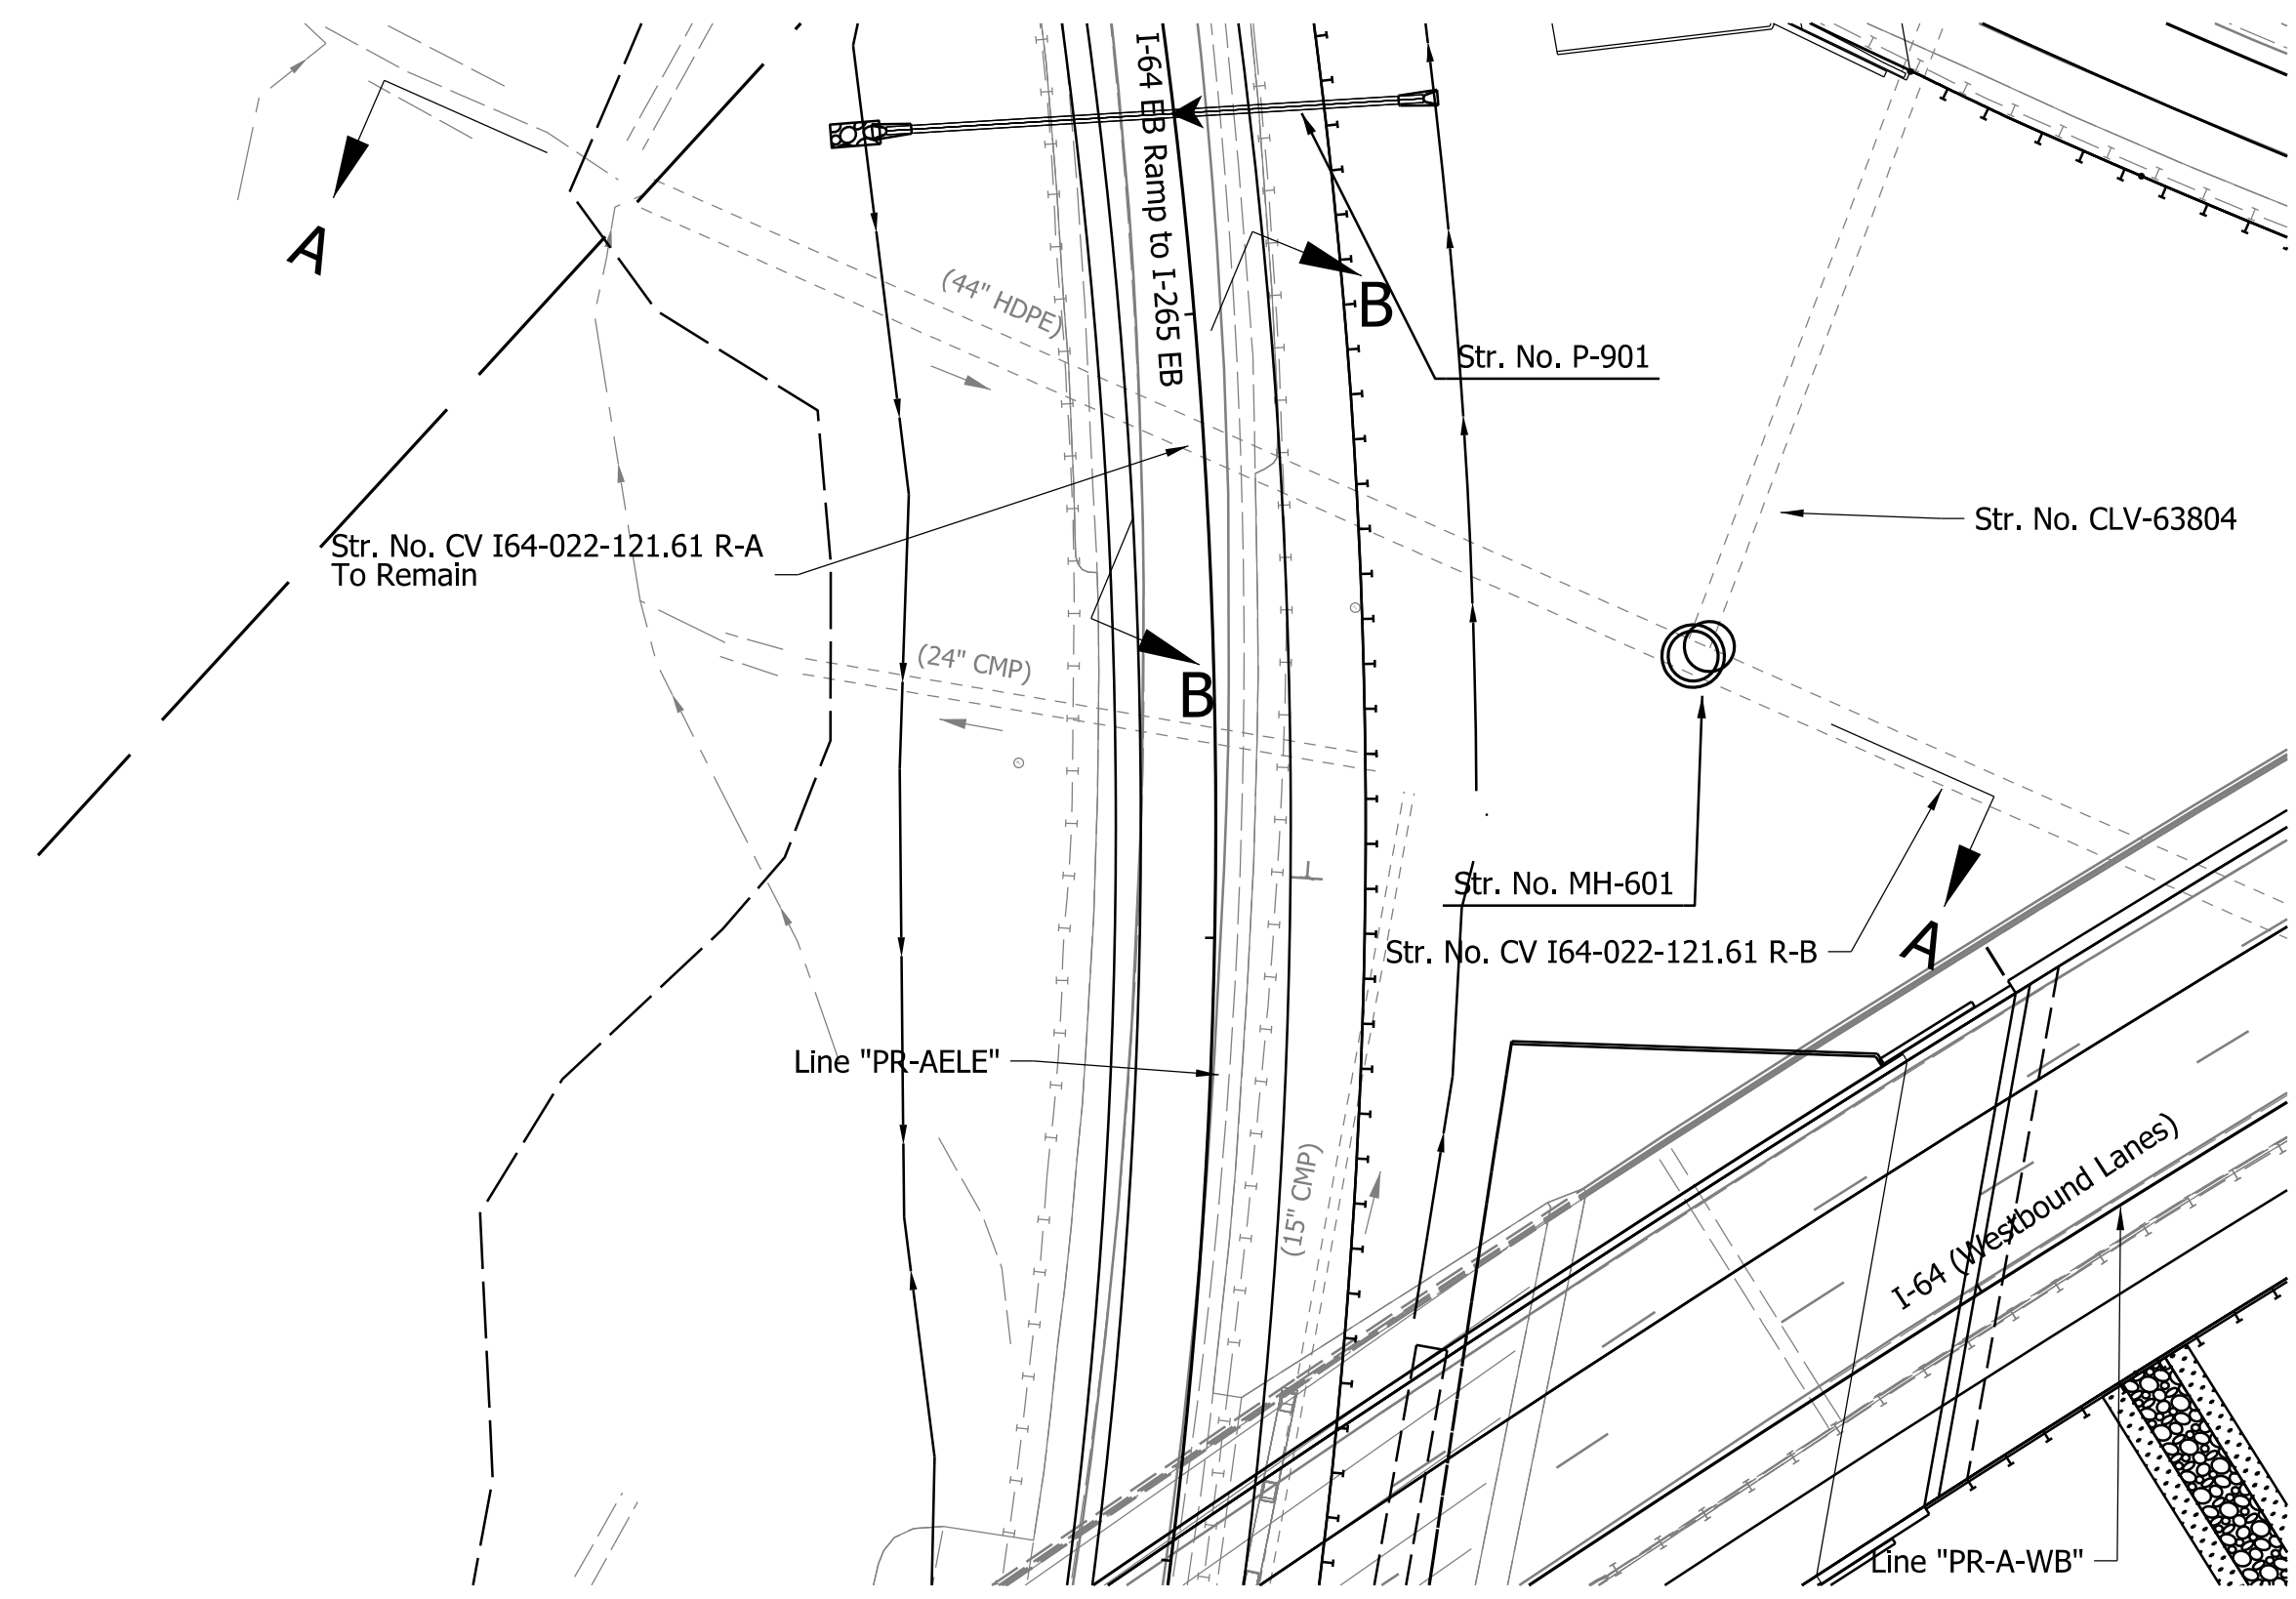 I-64 EB Ramp to I-265 EB
A
(44" HDPE)
B
Str. No. P-901
Str. No. CLV-63804
Str. No. CV I64-022-121.61 R-A
To Remain
(24" CMP)
B
Str. No. MH-601
Str. No. CV I64-022-121.61 R-B
A
Line "PR-AELE"
(15" CMP)
I-64 (Westbound Lanes)
Line "PR-A-WB"